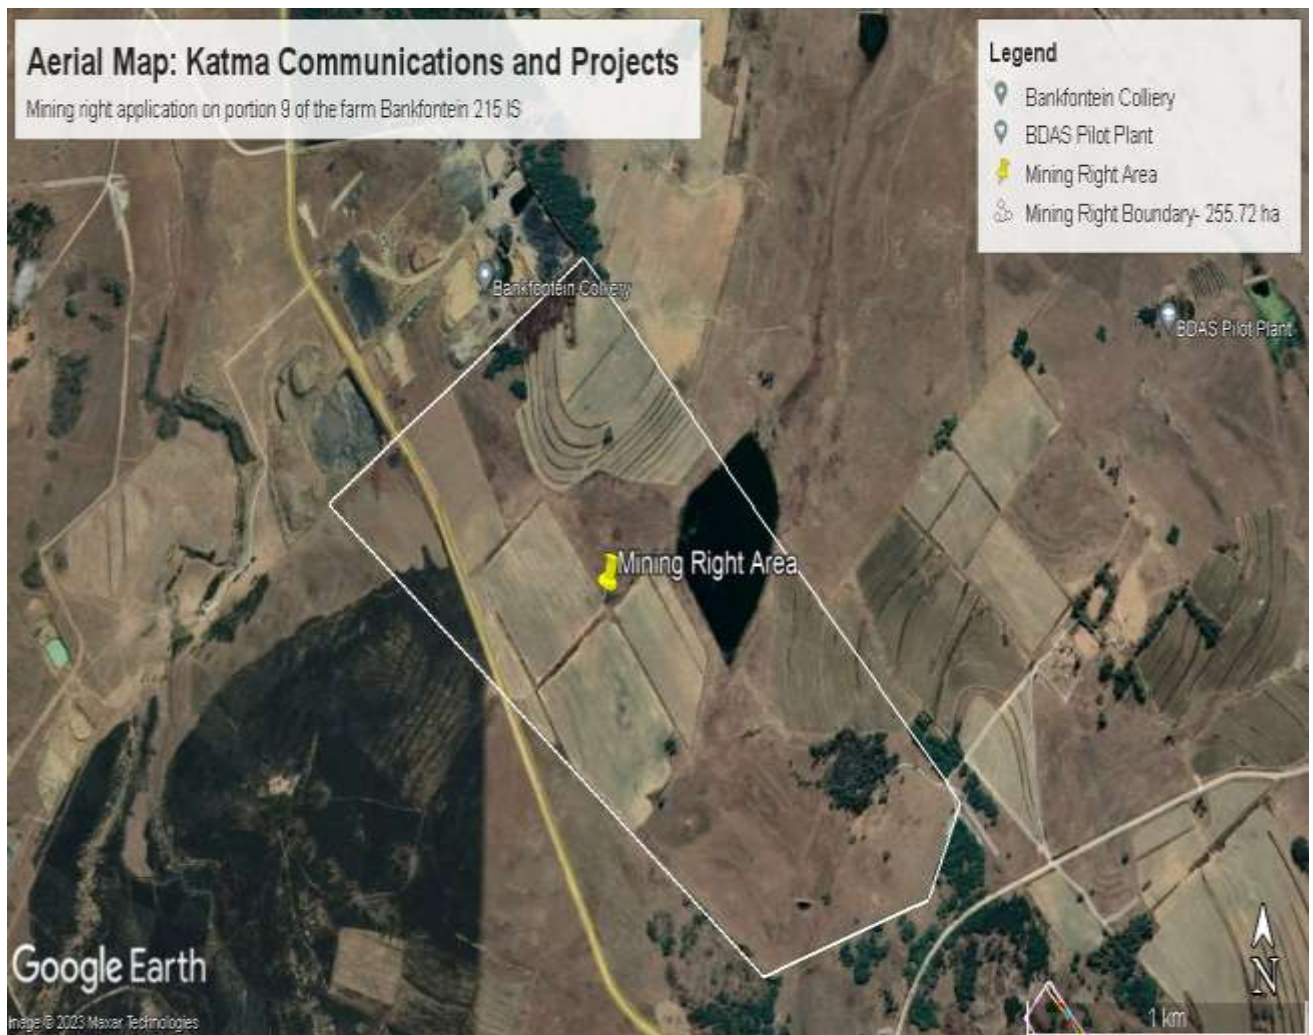 Aerial Map: Katma Communications and Projects
Mining right application on portion 9 of the farm Bankfontein 215 IS
Legend
Bankfontein Colliery
BDAS Pilot Plant
Mining Right Area
Mining Right Boundary- 255.72 ha
Bankfontein Colliery
BDAS Pilot Plant
Mining Right Area
Google Earth
Image © 2023 Maxar Technologies
N
1 km